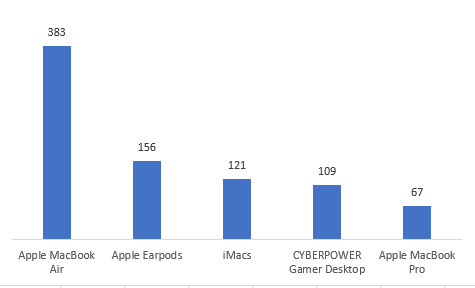 383
156
121
109
67
Apple MacBook Air
Apple Earpods
iMacs
CYBERPOWER Gamer Desktop
Apple MacBook Pro